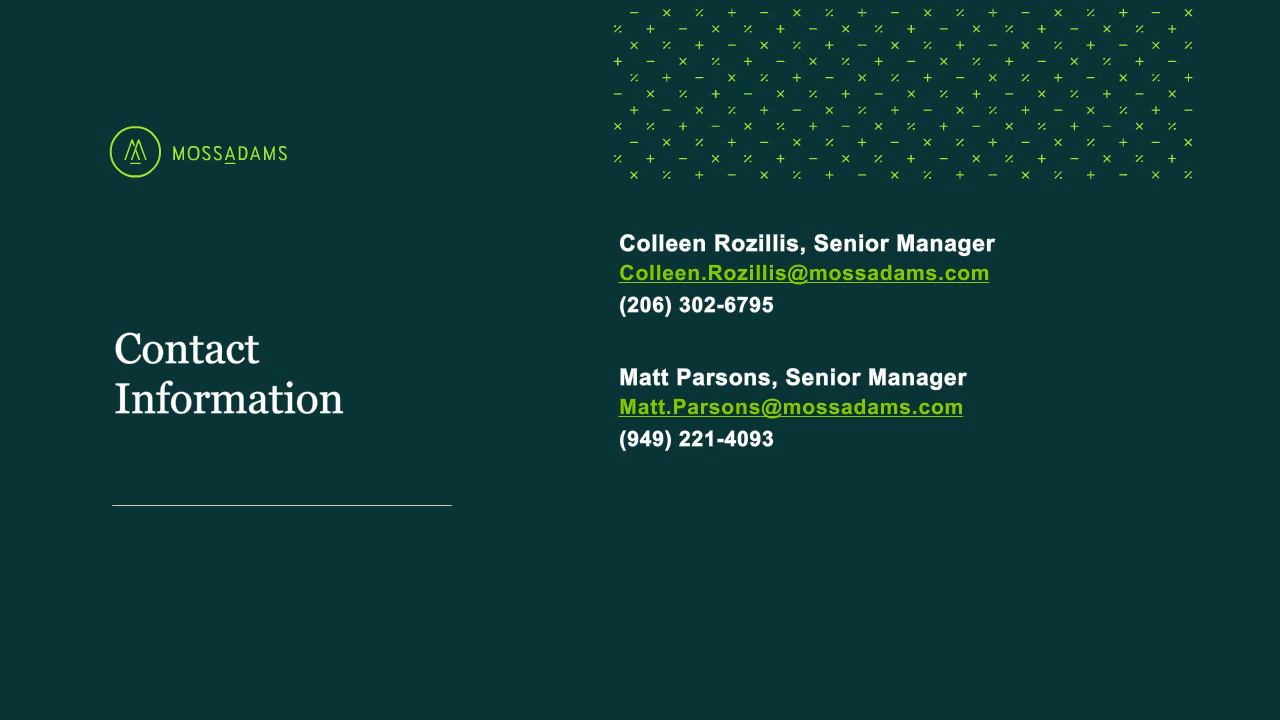 MOSSADAMS
Contact
Information
Colleen Rozillis, Senior Manager
Colleen.Rozillis@mossadams.com
(206) 302-6795
Matt Parsons, Senior Manager
Matt.Parsons@mossadams.com
(949) 221-4093